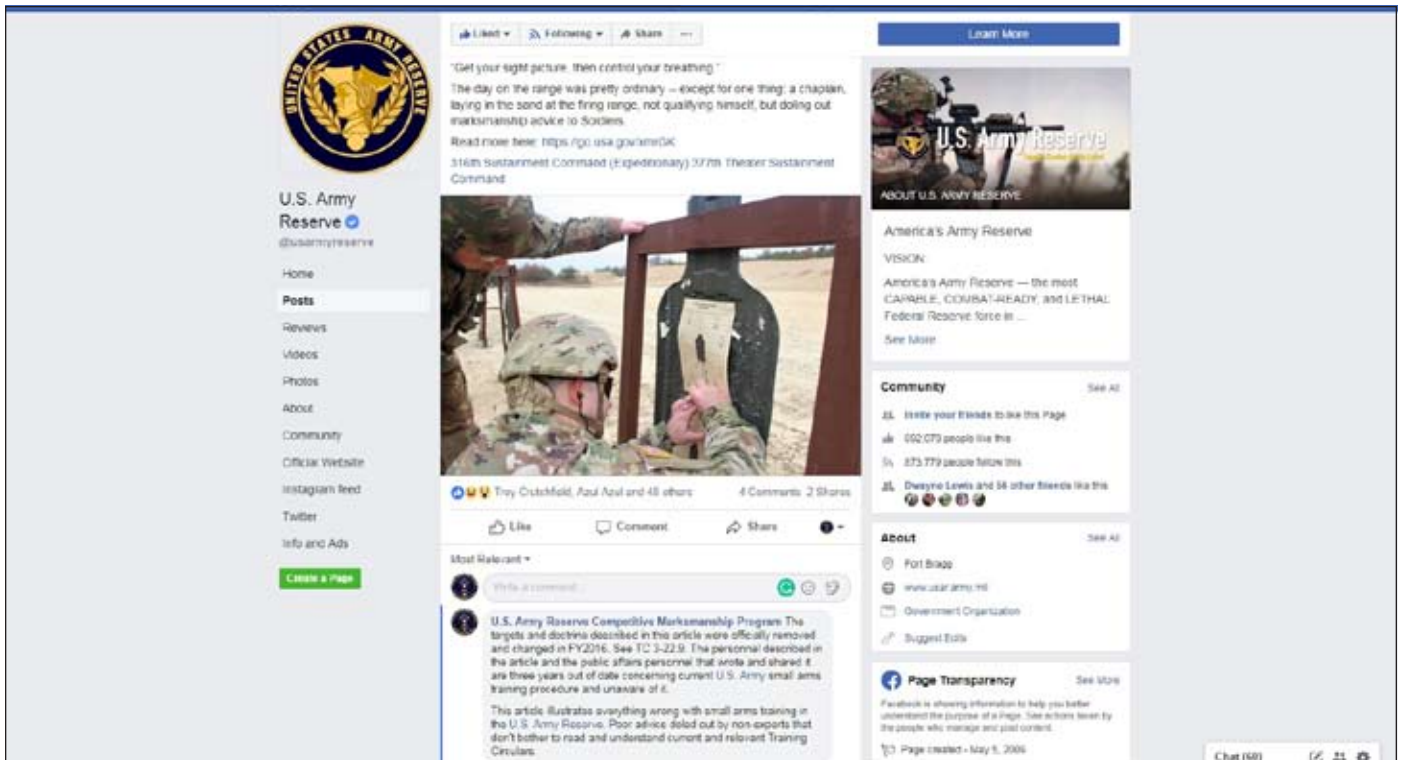 UNITED STATES ARMY RESERVE
U.S. Army
Reserve
@usarmyreserve
Home
Posts
Reviews
Videos
Photos
About
Community
Official Website
Instagram feed
Twitter
Info and Ads
Create a Page
Liked
Following
Share
"Get your sight picture, then control your breathing."
The day on the range was pretty ordinary – except for one thing: a chaplain,
laying in the sand at the firing range, not qualifying himself, but doling out
marksmanship advice to Soldiers.
Read more here: https://go.usa.gov
316th Sustainment Command (Expeditionary) 377th Theater Sustainment
Command
Troy Crutchfield, Azul Azul and 48 others
4 Comments 2 Shares
Like
Comment
Share
Most Relevant
Write a comment...
U.S. Army Reserve Competitive Marksmanship Program The
targets and doctrine described in this article were officially removed
and changed in FY2016. See TC 3-22.9. The personnel described in
the article and the public affairs personnel that wrote and shared it
are three years out of date concerning current U.S. Army small arms
training procedure and unaware of it.
This article illustrates everything wrong with small arms training in
the U.S. Army Reserve. Poor advice doled out by non-experts that
don't bother to read and understand current and relevant Training
Circulars.
Learn More
U.S. Army Reserve
ABOUT U.S. ARMY RESERVE
America's Army Reserve
VISION:
America's Army Reserve — the most
CAPABLE, COMBAT-READY, and LETHAL
Federal Reserve force in ...
See More
Community
See All
Invite your friends to like this Page
people like this
873,779 people follow this
Dwayne Lewis and 56 other friends like this
About
See All
Fort Bragg
www.usar.army.mil
Government Organization
Suggest Edits
Page Transparency
See More
Facebook is showing information to help you better
understand the purpose of a Page. See actions taken by
the people who manage and post content.
Page created - May 5, 2006
Chat (60)